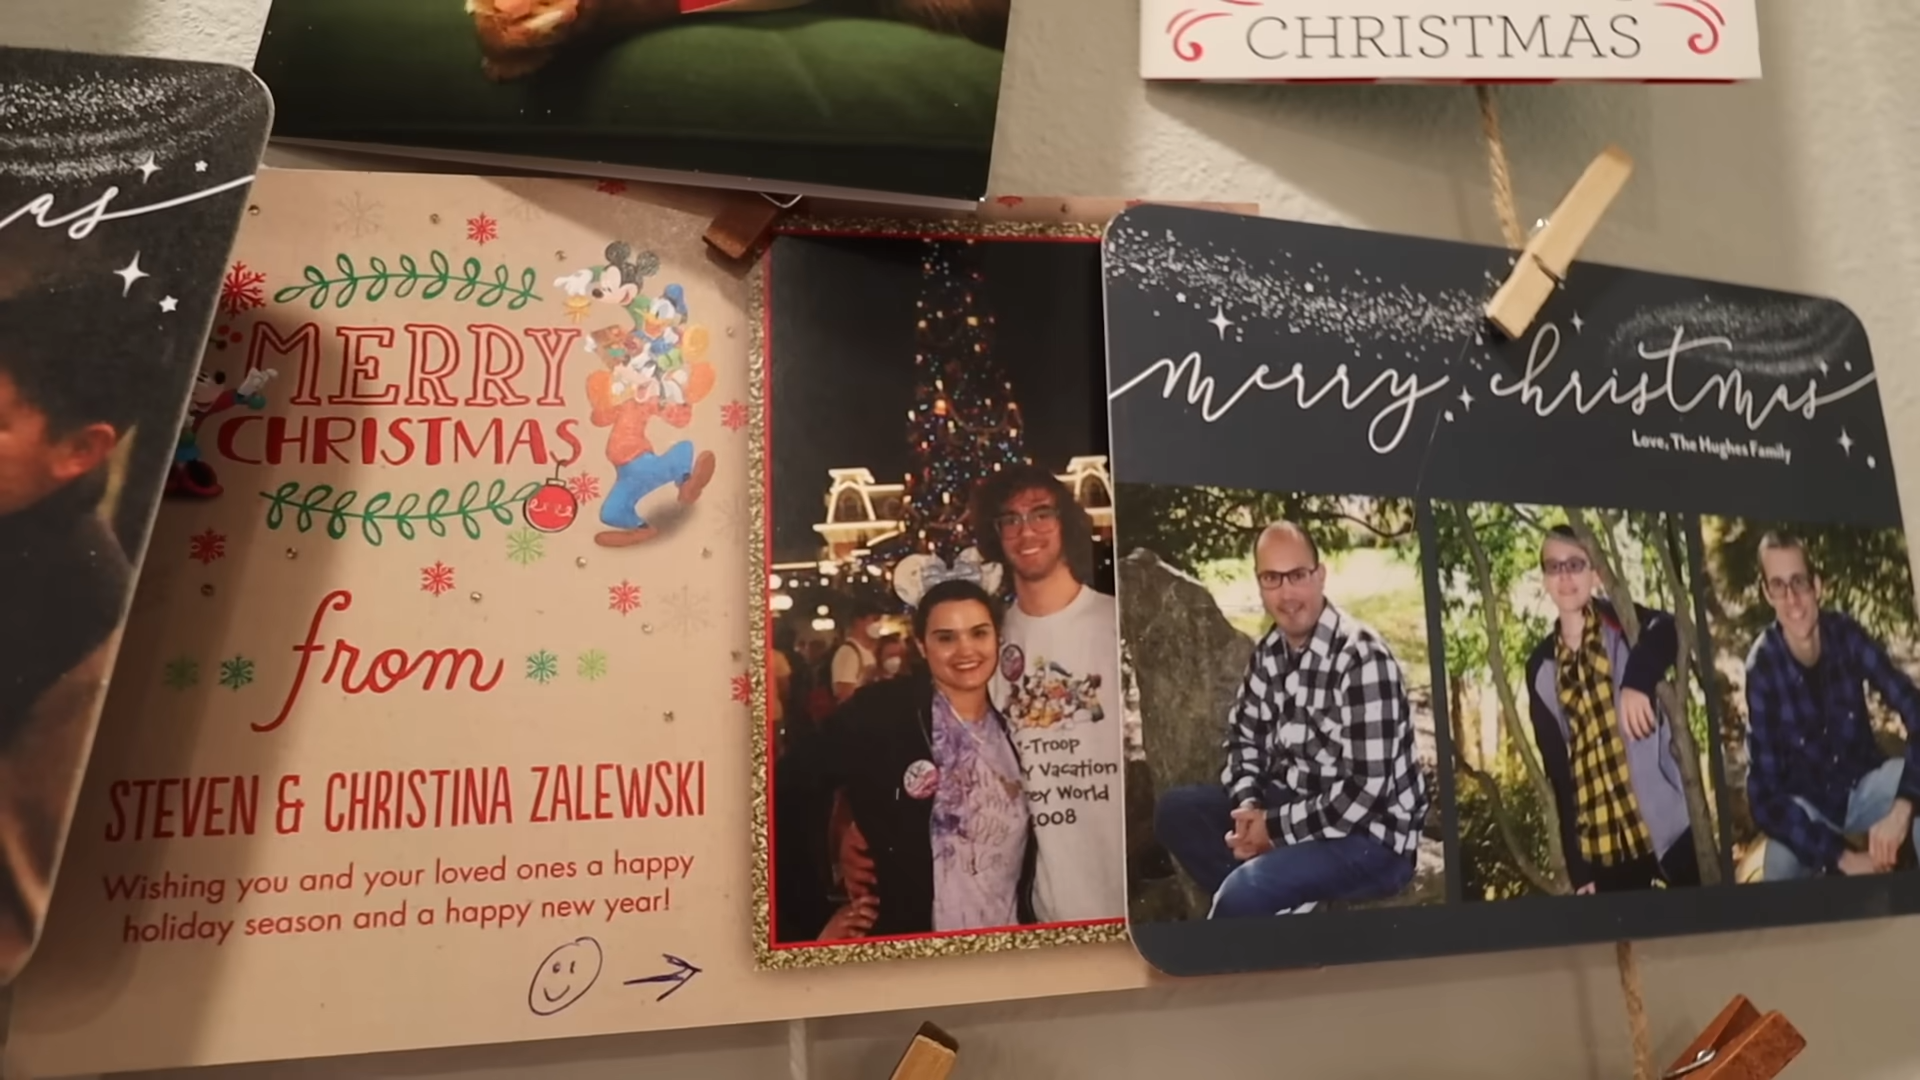 CHRISTMAS
as
MERRY
CHRISTMAS
from
STEVEN & CHRISTINA ZALEWSKI
Wishing you and your loved ones a happy
holiday season and a happy new year!
-Troop
y Vacation
ey World
2008
merry christmas
Love, The Hughes Family